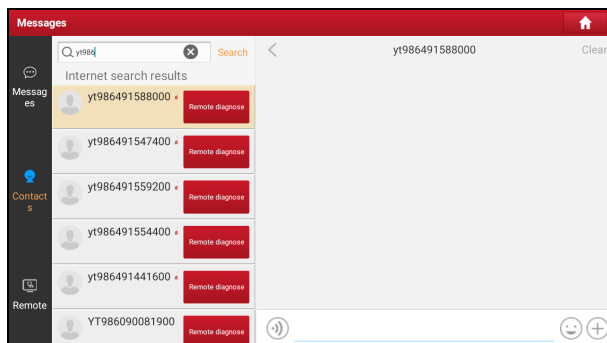 Messages
yt986
Search
yt986491588000
Clear
Internet search results
Messag
es
Contact
s
Remote
yt986491588000
Remote diagnose
yt986491547400
Remote diagnose
yt986491559200
Remote diagnose
yt986491554400
Remote diagnose
yt986491441600
Remote diagnose
YT986090081900
Remote diagnose